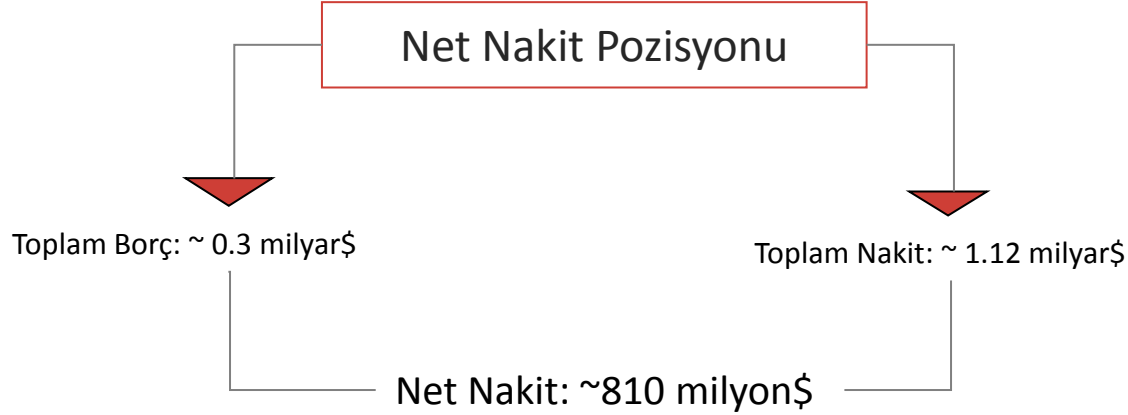 Net Nakit Pozisyonu
Toplam Borç: ~ 0.3 milyar$
Toplam Nakit: ~ 1.12 milyar$
Net Nakit: ~810 milyon$